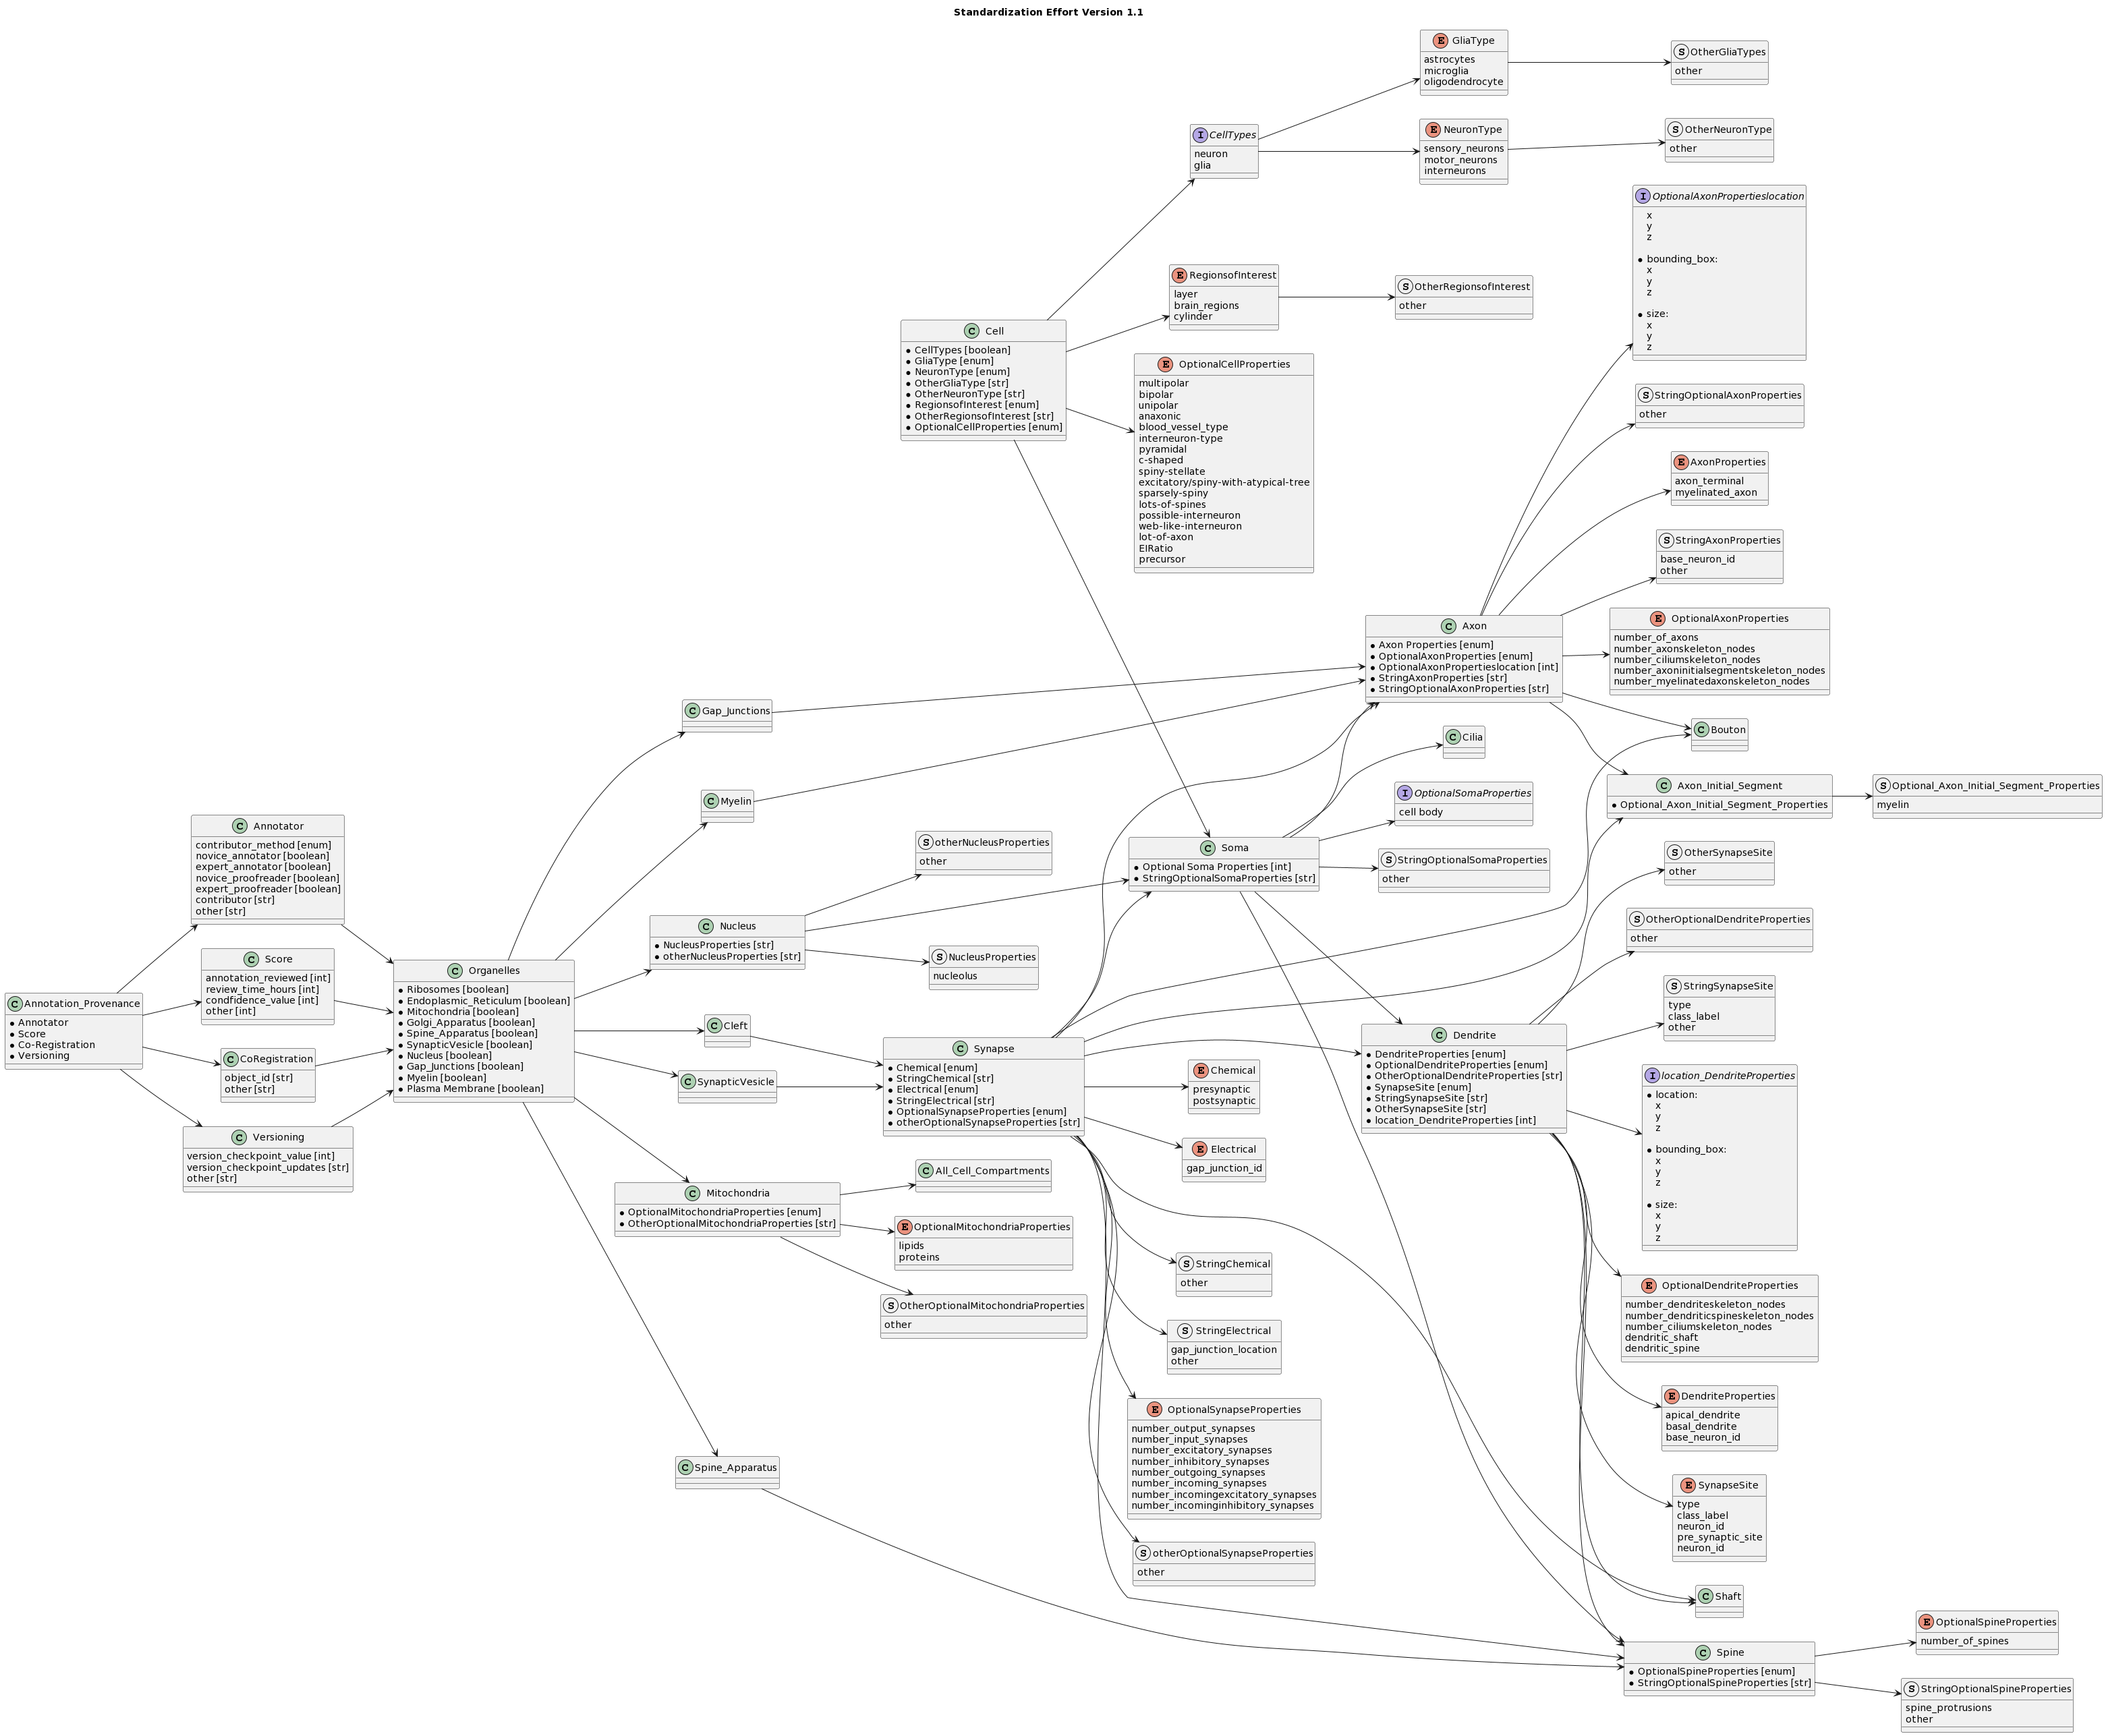 Standardization Effort Version 1.1
E GliaType
astrocytes
microglia
oligodendrocyte
S OtherGliaTypes
other
I CellTypes
neuron
glia
E NeuronType
sensory_neurons
motor_neurons
interneurons
S OtherNeuronType
other
I OptionalAxonPropertieslocation
x
y
z
bounding_box:
x
y
z
size:
x
y
z
E RegionsofInterest
layer
brain_regions
cylinder
S OtherRegionsofInterest
other
C Cell
CellTypes [boolean]
GliaType [enum]
NeuronType [enum]
OtherGliaType [str]
OtherNeuronType [str]
RegionsofInterest [enum]
OtherRegionsofInterest [str]
OptionalCellProperties [enum]
E OptionalCellProperties
multipolar
bipolar
unipolar
anaxonic
blood_vessel_type
interneuron-type
pyramidal
c-shaped
spiny-stellate
excitatory/spiny-with-atypical-tree
sparsely-spiny
lots-of-spines
possible-interneuron
web-like-interneuron
lot-of-axon
EIRatio
precursor
S StringOptionalAxonProperties
other
E AxonProperties
axon_terminal
myelinated_axon
S StringAxonProperties
base_neuron_id
other
C Axon
Axon Properties [enum]
OptionalAxonProperties [enum]
OptionalAxonPropertieslocation [int]
StringAxonProperties [str]
StringOptionalAxonProperties [str]
E OptionalAxonProperties
number_of_axons
number_axonskeleton_nodes
number_ciliumskeleton_nodes
number_axoninitialsegmentskeleton_nodes
number_myelinatedaxonskeleton_nodes
C Gap_Junctions
C Bouton
C Cilia
C Myelin
C Axon_Initial_Segment
Optional_Axon_Initial_Segment_Properties
S Optional_Axon_Initial_Segment_Properties
myelin
I OptionalSomaProperties
cell body
C Annotator
contributor_method [enum]
novice_annotator [boolean]
expert_annotator [boolean]
novice_proofreader [boolean]
expert_proofreader [boolean]
contributor [str]
other [str]
S otherNucleusProperties
other
C Soma
Optional Soma Properties [int]
StringOptionalSomaProperties [str]
S StringOptionalSomaProperties
other
S OtherSynapseSite
other
C Nucleus
NucleusProperties [str]
otherNucleusProperties [str]
S NucleusProperties
nucleolus
S OtherOptionalDendriteProperties
other
C Score
annotation_reviewed [int]
review_time_hours [int]
condfidence_value [int]
other [int]
C Organelles
Ribosomes [boolean]
Endoplasmic_Reticulum [boolean]
Mitochondria [boolean]
Golgi_Apparatus [boolean]
Spine_Apparatus [boolean]
SynapticVesicle [boolean]
Nucleus [boolean]
Gap_Junctions [boolean]
Myelin [boolean]
Plasma Membrane [boolean]
C Annotation_Provenance
Annotator
Score
Co-Registration
Versioning
S StringSynapseSite
type
class_label
other
C Cleft
C Dendrite
DendriteProperties [enum]
OptionalDendriteProperties [enum]
OtherOptionalDendriteProperties [str]
SynapseSite [enum]
StringSynapseSite [str]
OtherSynapseSite [str]
location_DendriteProperties [int]
C Synapse
Chemical [enum]
StringChemical [str]
Electrical [enum]
StringElectrical [str]
OptionalSynapseProperties [enum]
otherOptionalSynapseProperties [str]
C CoRegistration
object_id [str]
other [str]
C SynapticVesicle
E Chemical
presynaptic
postsynaptic
I location_DendriteProperties
location:
x
y
z
bounding_box:
x
y
z
size:
x
y
z
C Versioning
version_checkpoint_value [int]
version_checkpoint_updates [str]
other [str]
E Electrical
gap_junction_id
C All_Cell_Compartments
C Mitochondria
OptionalMitochondriaProperties [enum]
OtherOptionalMitochondriaProperties [str]
E OptionalMitochondriaProperties
lipids
proteins
S OtherOptionalMitochondriaProperties
other
S StringChemical
other
E OptionalDendriteProperties
number_dendriteskeleton_nodes
number_dendriticspineskeleton_nodes
number_ciliumskeleton_nodes
dendritic_shaft
dendritic_spine
S StringElectrical
gap_junction_location
other
E DendriteProperties
apical_dendrite
basal_dendrite
base_neuron_id
E OptionalSynapseProperties
number_output_synapses
number_input_synapses
number_excitatory_synapses
number_inhibitory_synapses
number_outgoing_synapses
number_incoming_synapses
number_incomingexcitatory_synapses
number_incominginhibitory_synapses
C Spine_Apparatus
E SynapseSite
type
class_label
neuron_id
pre_synaptic_site
neuron_id
S otherOptionalSynapseProperties
other
C Shaft
E OptionalSpineProperties
number_of_spines
C Spine
OptionalSpineProperties [enum]
StringOptionalSpineProperties [str]
S StringOptionalSpineProperties
spine_protrusions
other